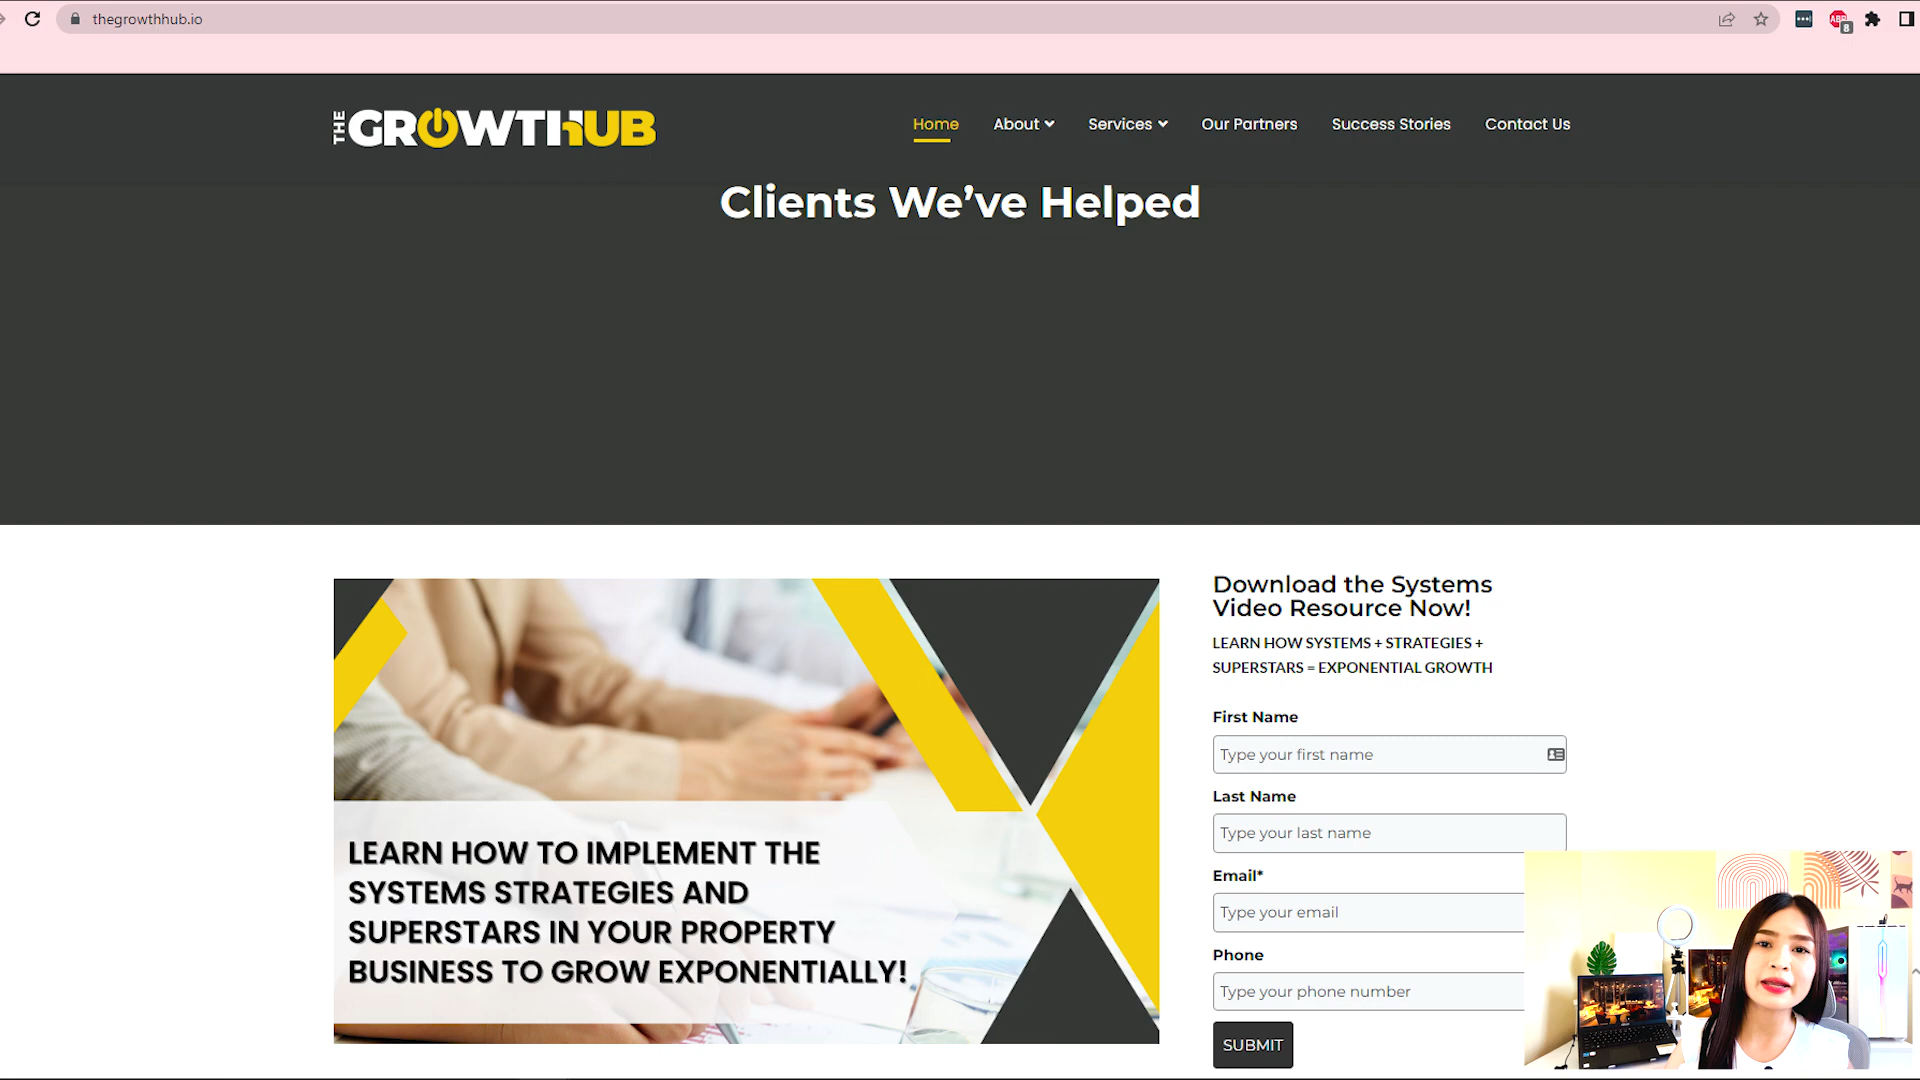 thegrowthhub.io
ABP
8
THE GROWTHHUB
Home
About
Services
Our Partners
Success Stories
Contact Us
Clients We’ve Helped
Download the Systems
Video Resource Now!
LEARN HOW SYSTEMS + STRATEGIES +
SUPERSTARS = EXPONENTIAL GROWTH
First Name
Type your first name
Last Name
Type your last name
Email*
Type your email
Phone
Type your phone number
SUBMIT
LEARN HOW TO IMPLEMENT THE
SYSTEMS STRATEGIES AND
SUPERSTARS IN YOUR PROPERTY
BUSINESS TO GROW EXPONENTIALLY!